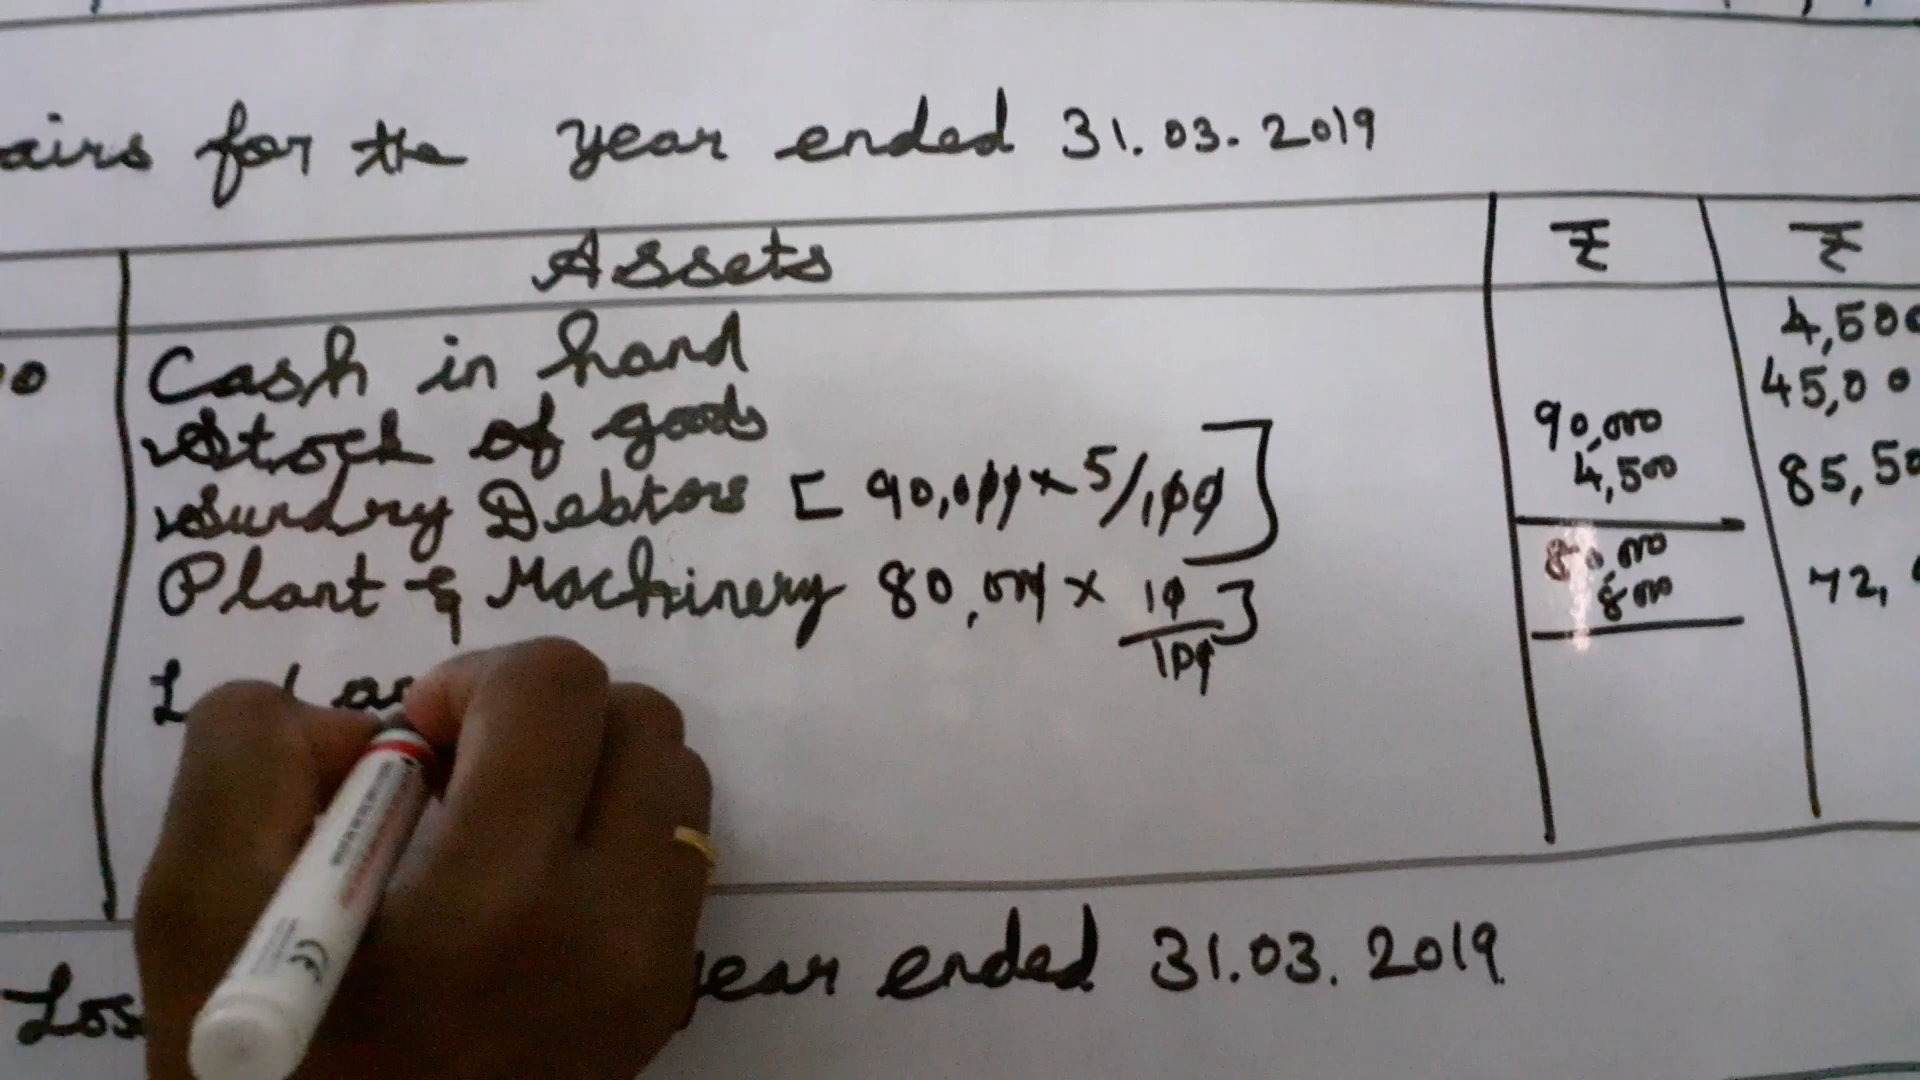 airs for the year ended 31.03.2019
Assets ₹ ₹
Cash in hand 4,500
Stock of goods 45,00
Sundry Debtors [90,000 x 5/100] 90,000 4,500 85,50
Plant & Machinery 80,000 x 10/100] 80,000 8000 72,
L
year ended 31.03.2019
Loss